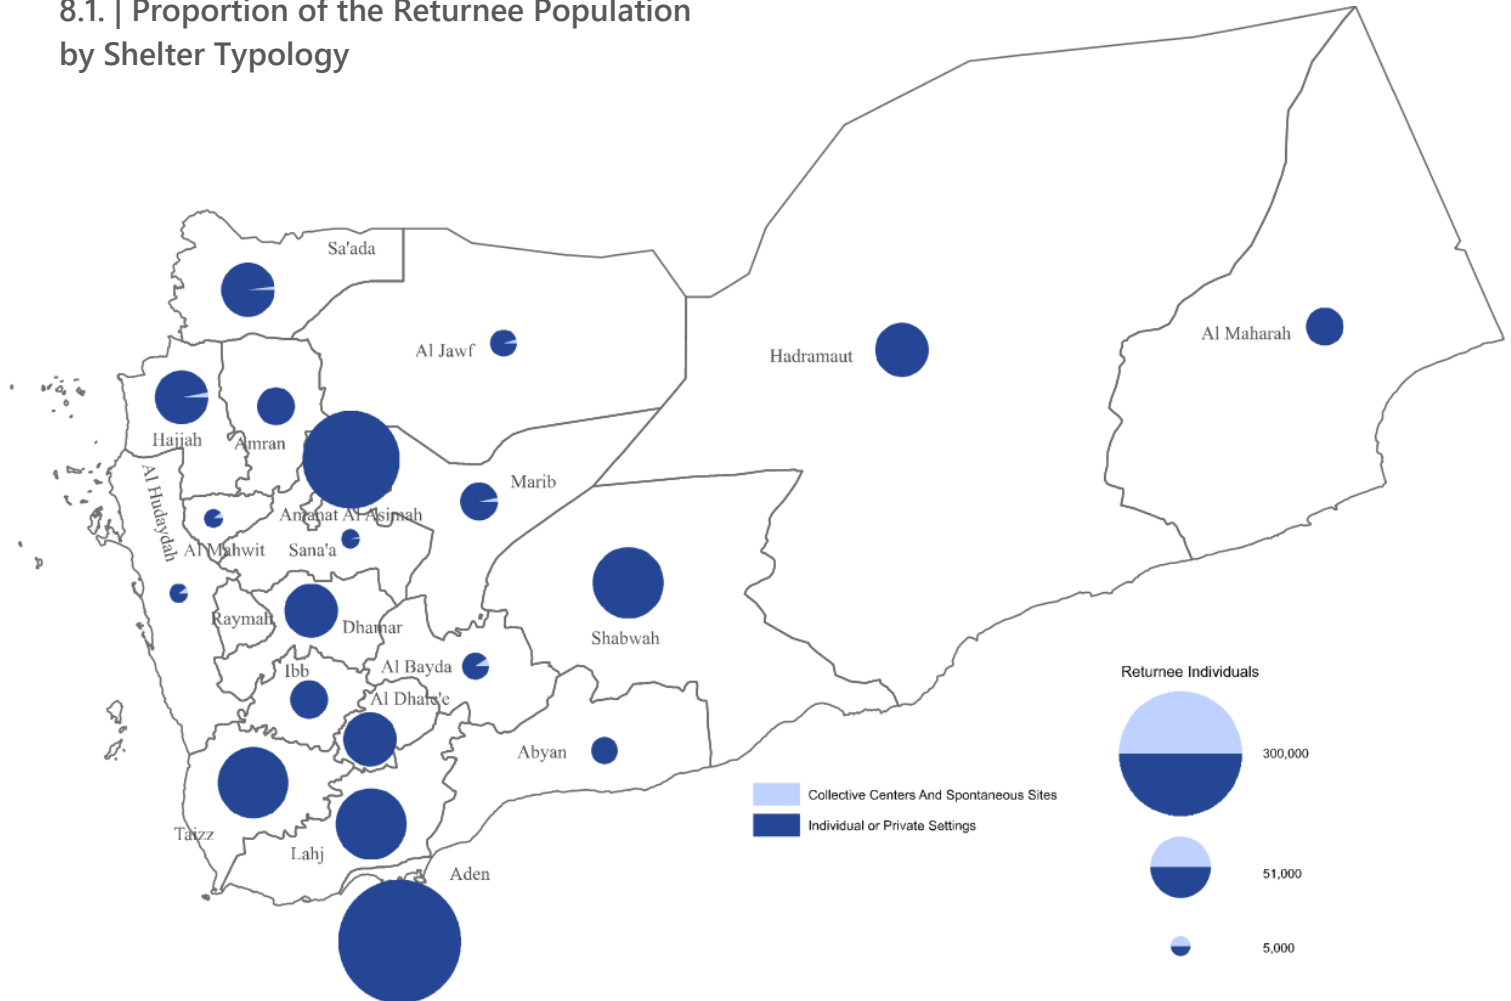 8.1. | Proportion of the Returnee Population
by Shelter Typology
Sa'ada
Al Jawf
Hadramaut
Al Maharah
Hajjah
Amran
Al Hudaydah
Marib
Amanat Al Asimah
Al Mahwit
Sana'a
Raymah
Dhamar
Shabwah
Ibb
Al Bayda
Al Dhale'e
Abyan
Taizz
Lahj
Aden
Collective Centers And Spontaneous Sites
Individual or Private Settings
Returnee Individuals
300,000
51,000
5,000